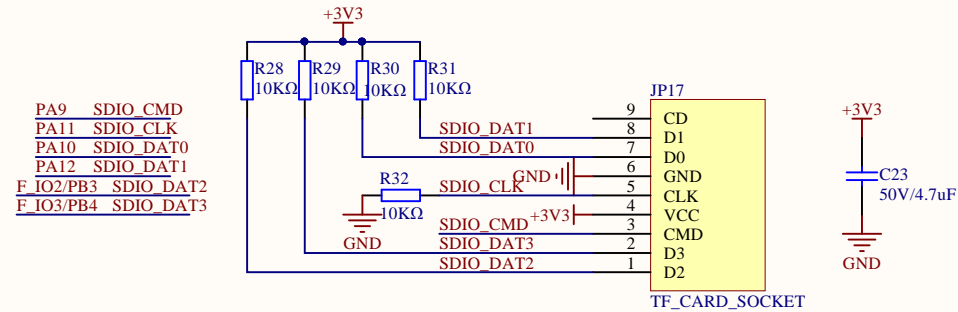 +3V3
R28 R29 R30 R31
10KΩ 10KΩ 10KΩ 10KΩ
JP17
PA9 SDIO_CMD
PA11 SDIO_CLK
PA10 SDIO_DAT0
PA12 SDIO_DAT1
F_IO2/PB3 SDIO_DAT2
F_IO3/PB4 SDIO_DAT3
9 CD
SDIO_DAT1 8 D1
SDIO_DAT0 7 D0
GND 6 GND
R32 SDIO_CLK 5 CLK
10KΩ
GND
+3V3 4 VCC
SDIO_CMD 3 CMD
SDIO_DAT3 2 D3
SDIO_DAT2 1 D2
TF_CARD_SOCKET
+3V3
C23
50V/4.7uF
GND